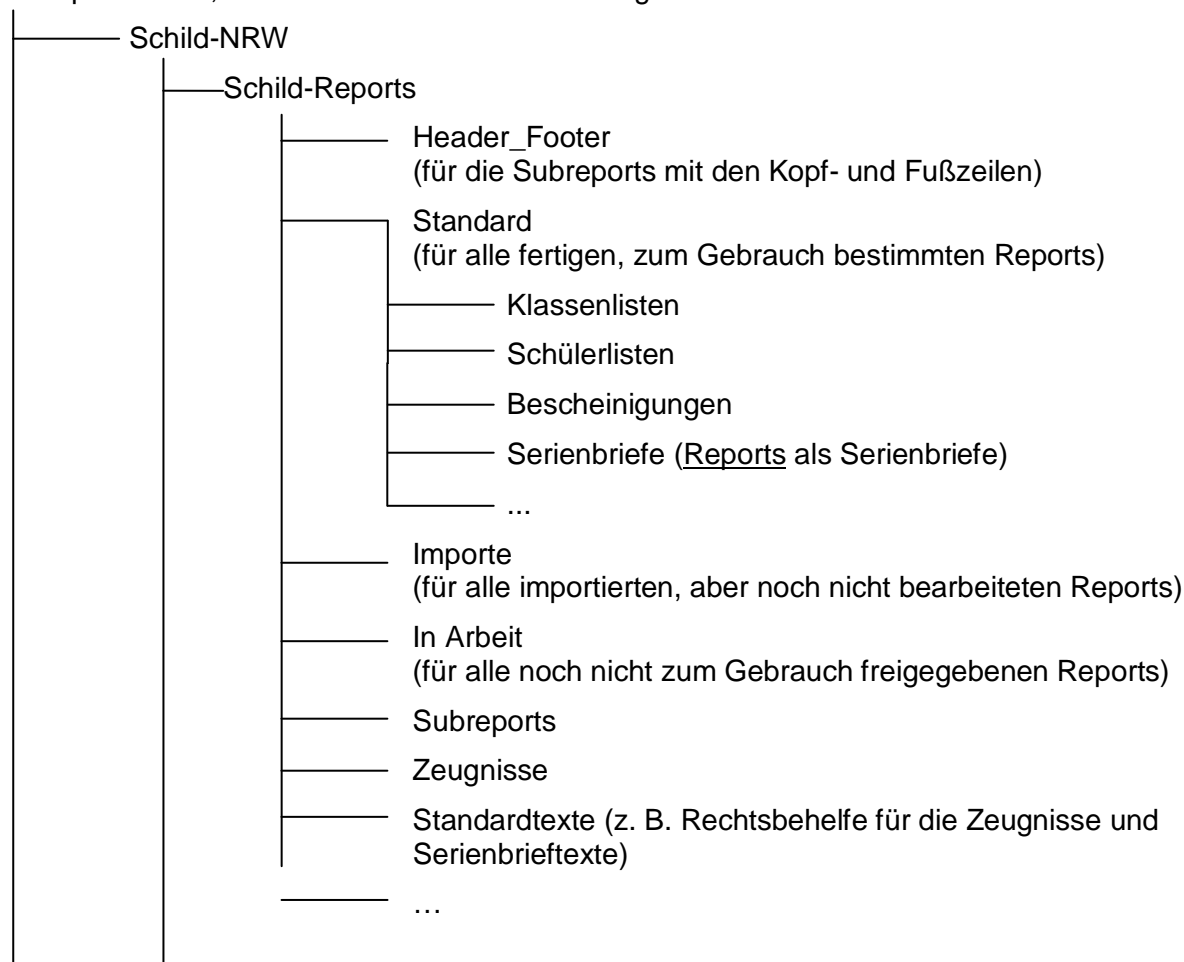 Schild-NRW
Schild-Reports
Header_Footer
(für die Subreports mit den Kopf- und Fußzeilen)
Standard
(für alle fertigen, zum Gebrauch bestimmten Reports)
Klassenlisten
Schülerlisten
Bescheinigungen
Serienbriefe (Reports als Serienbriefe)
...
Importe
(für alle importierten, aber noch nicht bearbeiteten Reports)
In Arbeit
(für alle noch nicht zum Gebrauch freigegebenen Reports)
Subreports
Zeugnisse
Standardtexte (z. B. Rechtsbehelfe für die Zeugnisse und
Serienbrieftexte)
…